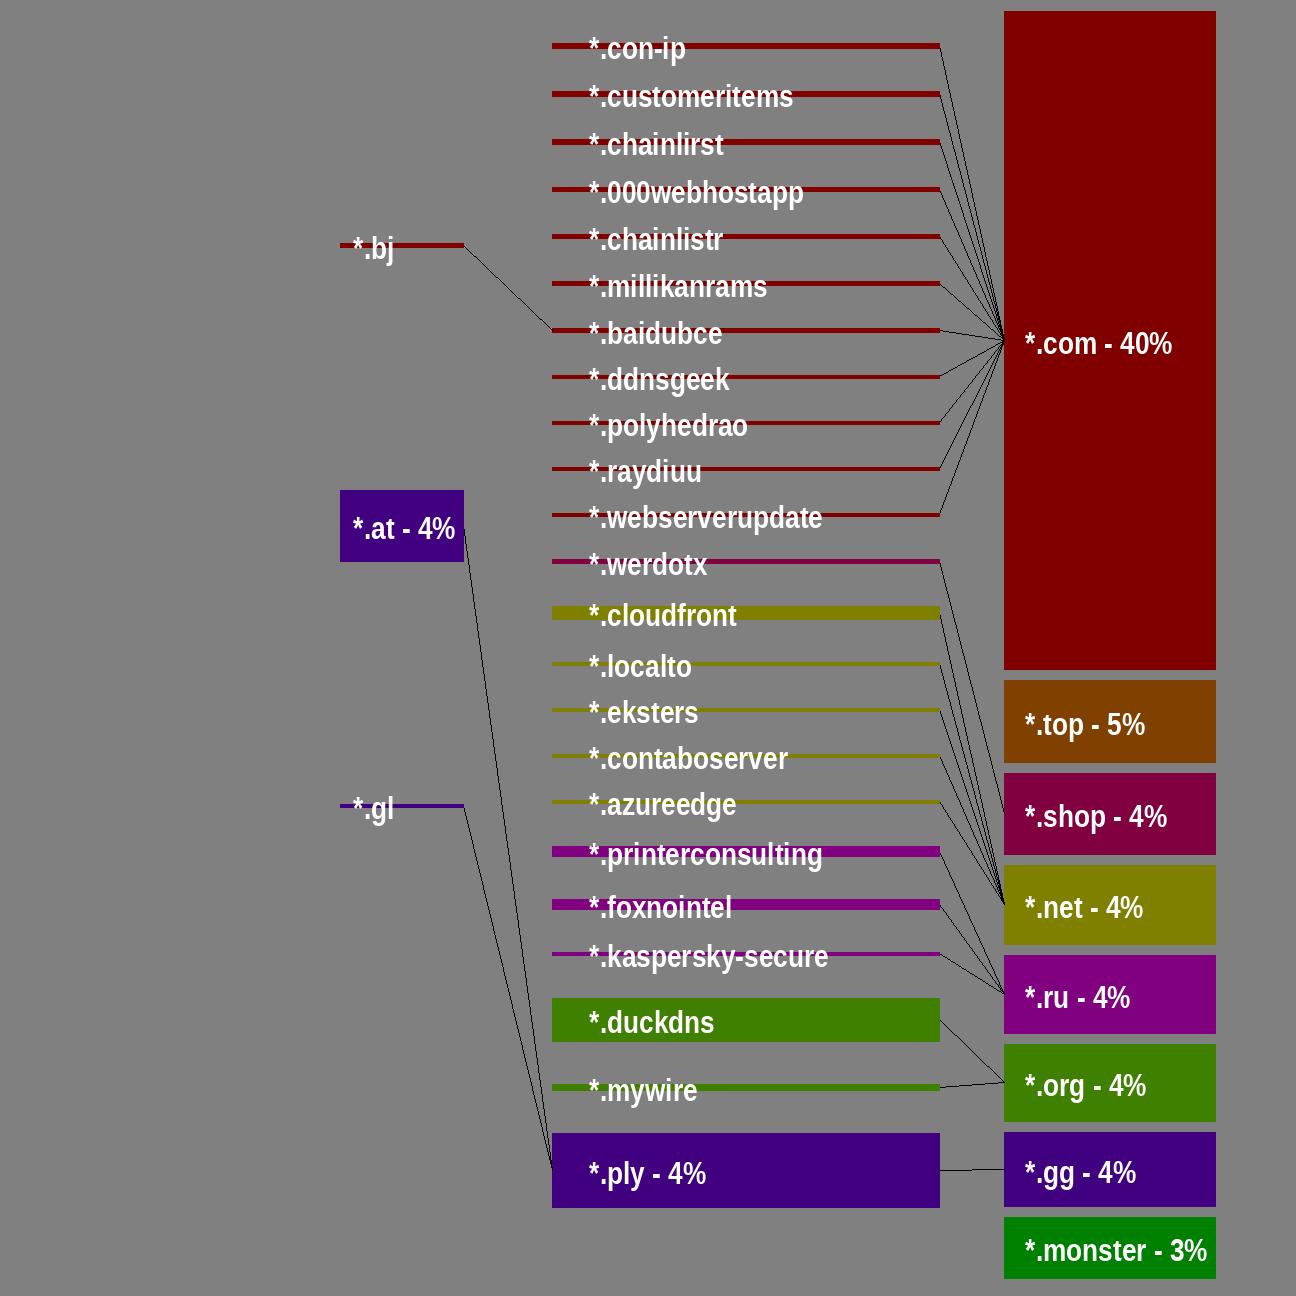 *.bj
*.at - 4%
*.gl
*.con-ip
*.customeritems
*.chainlirst
*.000webhostapp
*.chainlistr
*.millikanrams
*.baidubce
*.ddnsgeek
*.polyhedrao
*.raydiuu
*.webserverupdate
*.werdotx
*.cloudfront
*.localto
*.eksters
*.contaboserver
*.azureedge
*.printerconsulting
*.foxnointel
*.kaspersky-secure
*.duckdns
*.mywire
*.ply - 4%
*.com - 40%
*.top - 5%
*.shop - 4%
*.net - 4%
*.ru - 4%
*.org - 4%
*.gg - 4%
*.monster - 3%